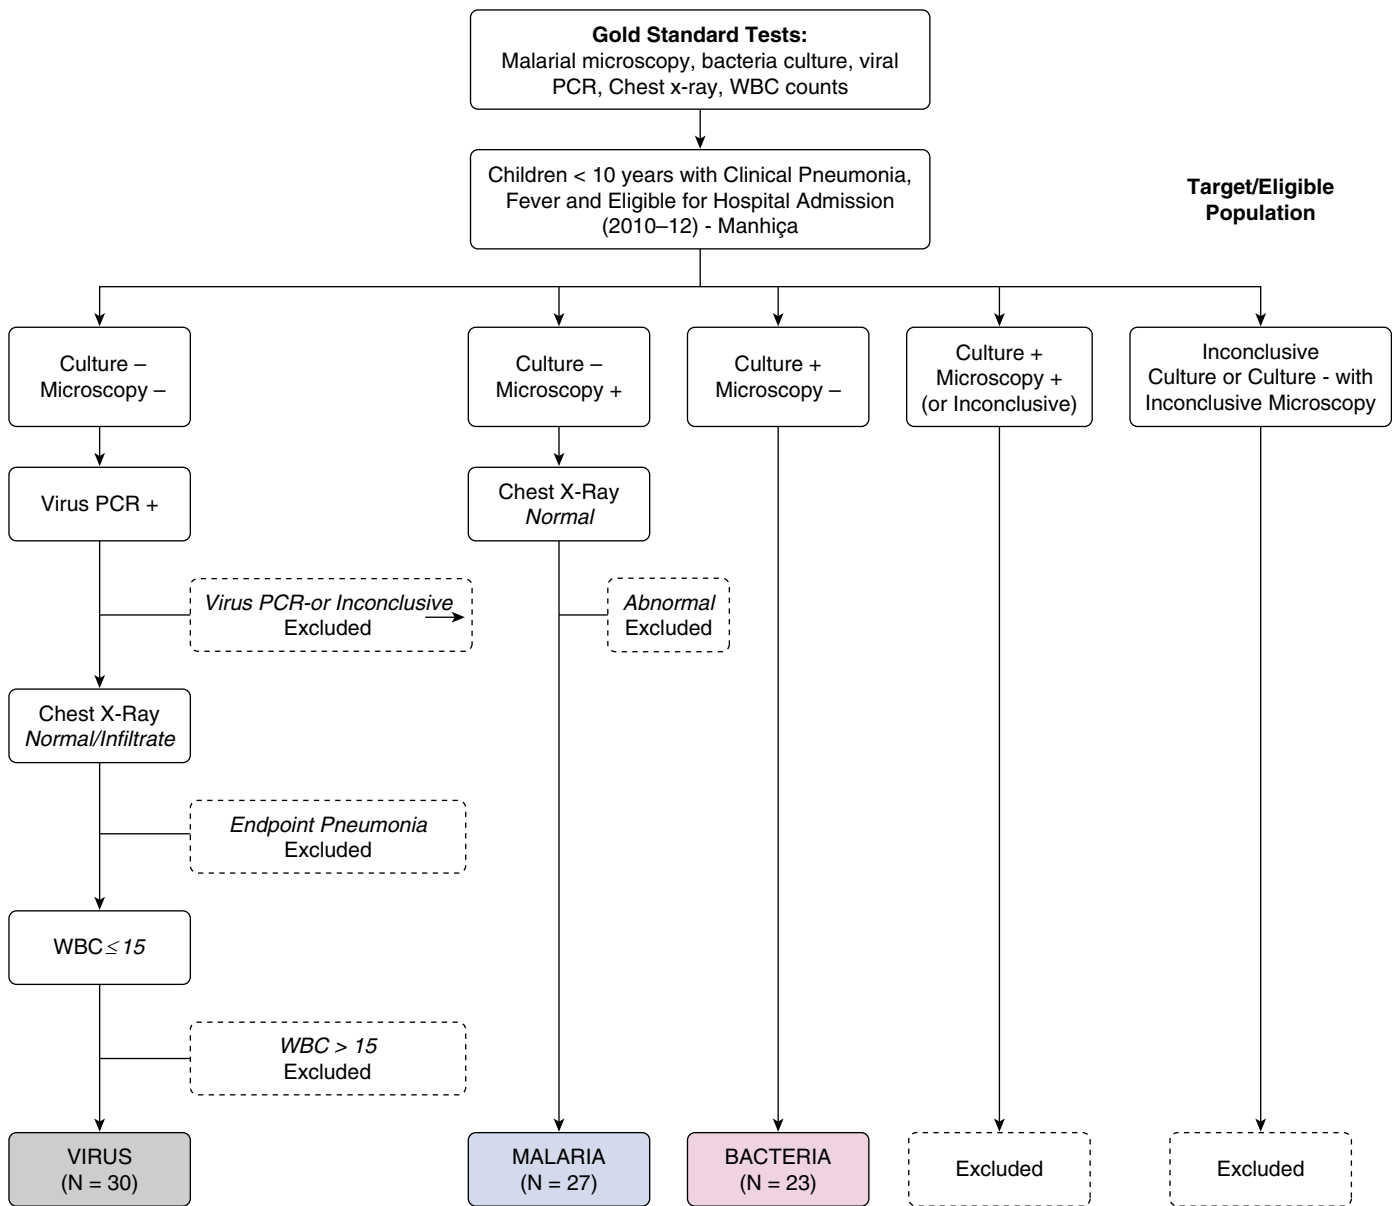 Gold Standard Tests:
Malarial microscopy, bacteria culture, viral
PCR, Chest x-ray, WBC counts
Children < 10 years with Clinical Pneumonia,
Fever and Eligible for Hospital Admission
(2010–12) - Manhiça
Target/Eligible
Population
Culture –
Microscopy –
Culture –
Microscopy +
Culture +
Microscopy –
Culture +
Microscopy +
(or Inconclusive)
Inconclusive
Culture or Culture - with
Inconclusive Microscopy
Virus PCR +
Chest X-Ray
Normal
Virus PCR-or Inconclusive
Excluded
Abnormal
Excluded
Chest X-Ray
Normal/Infiltrate
Endpoint Pneumonia
Excluded
WBC ≤ 15
WBC > 15
Excluded
VIRUS
(N = 30)
MALARIA
(N = 27)
BACTERIA
(N = 23)
Excluded
Excluded